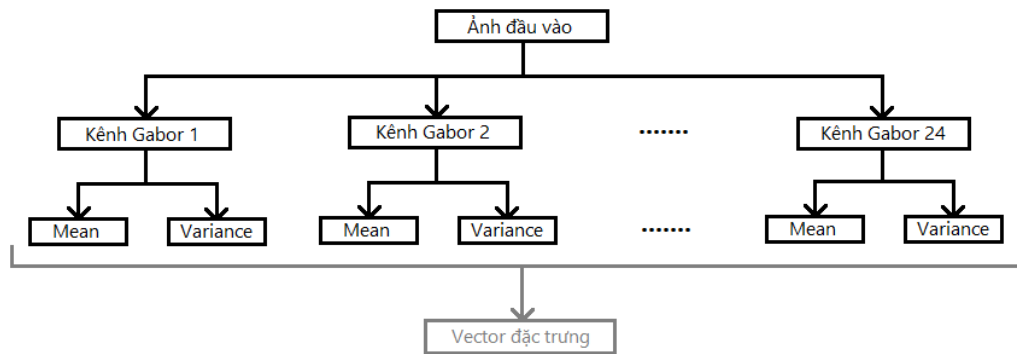 Ảnh đầu vào
Kênh Gabor 1
Kênh Gabor 2
.......
Kênh Gabor 24
Mean
Variance
Mean
Variance
.......
Mean
Variance
Vector đặc trưng